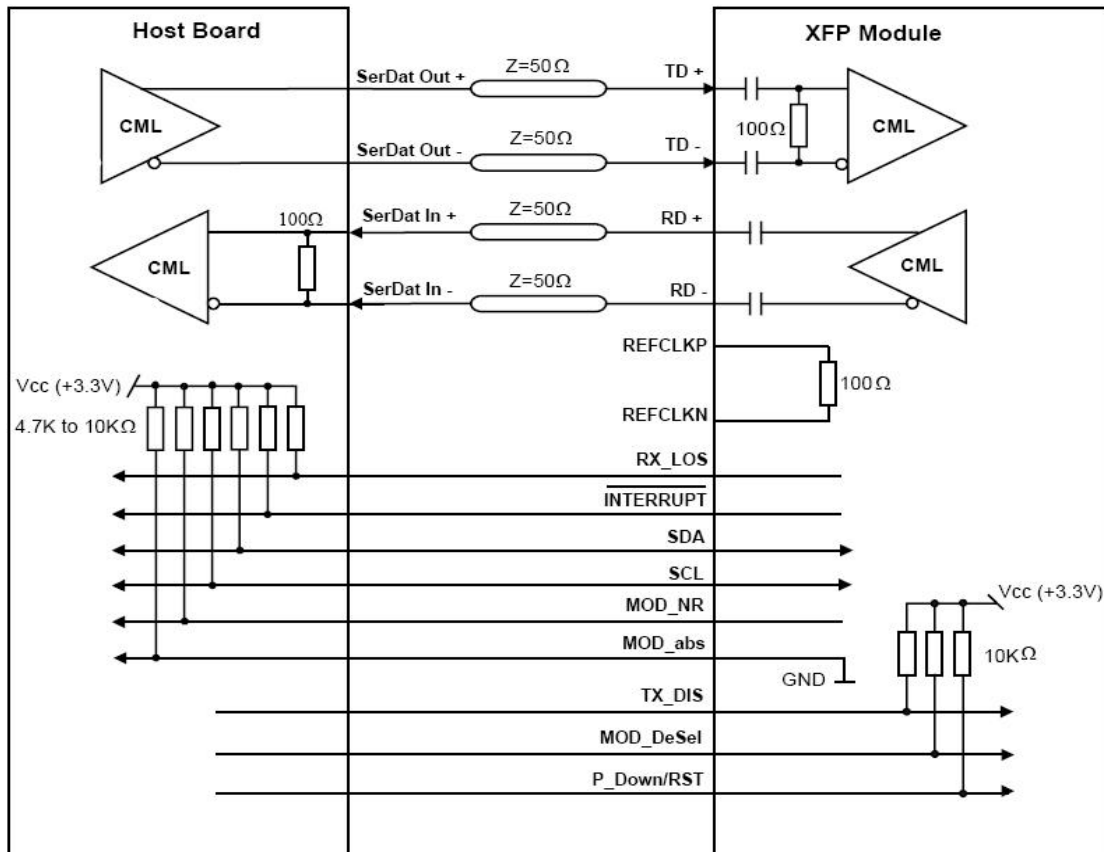 Host Board
XFP Module
SerDat Out +
Z=50Ω
TD +
CML
100Ω
CML
SerDat Out -
Z=50Ω
TD -
100Ω
SerDat In +
Z=50Ω
RD +
CML
CML
SerDat In -
Z=50Ω
RD -
REFCLKP
100Ω
REFCLKN
Vcc (+3.3V)
4.7K to 10KΩ
RX_LOS
INTERRUPT
SDA
SCL
MOD_NR
Vcc (+3.3V)
MOD_abs
10KΩ
GND
TX_DIS
MOD_DeSel
P_Down/RST